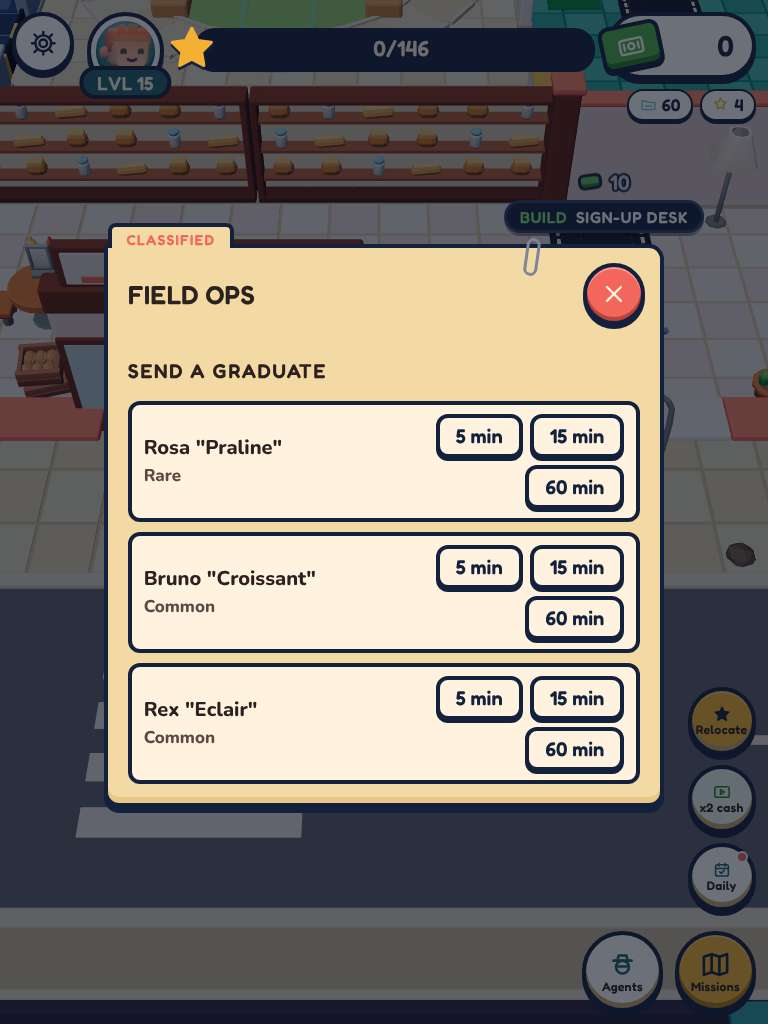 0/146
0
LVL 15
60
4
10
BUILD SIGN-UP DESK
CLASSIFIED
FIELD OPS
SEND A GRADUATE
Rosa "Praline"
Rare
5 min
15 min
60 min
Bruno "Croissant"
Common
5 min
15 min
60 min
Rex "Eclair"
Common
5 min
15 min
60 min
Relocate
x2 cash
Daily
Agents
Missions